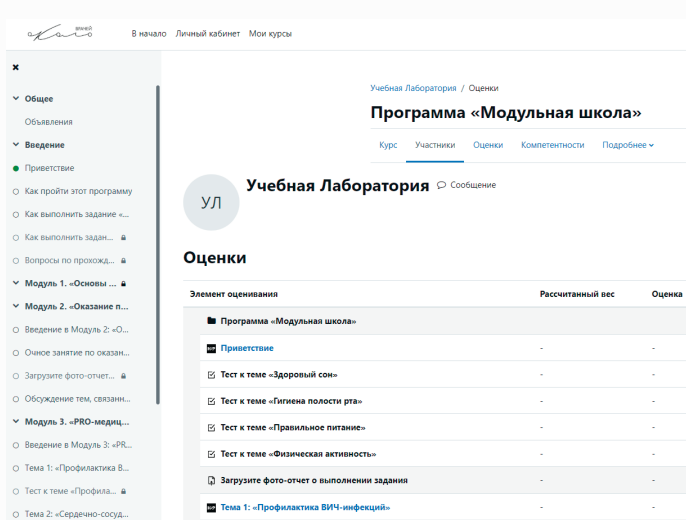 ВРАЧЕЙ
В начало Личный кабинет Мои курсы
Общее
Объявления
Введение
Приветствие
Как пройти этот программу
Как выполнить задание «...
Как выполнить задан...
Вопросы по прохожд...
Модуль 1. «Основы ...
Модуль 2. «Оказание п...
Введение в Модуль 2: «О...
Очное занятие по оказан...
Загрузите фото-отчет...
Обсуждение тем, связанн...
Модуль 3. «PRO-медиц...
Введение в Модуль 3: «PR...
Тема 1: «Профилактика В...
Тест к теме «Профила...
Тема 2: «Сердечно-сосуд...
Учебная Лаборатория / Оценки
Программа «Модульная школа»
Курс Участники Оценки Компетентности Подробнее
УЛ Учебная Лаборатория Сообщение
Оценки
Элемент оценивания Рассчитанный вес Оценка
Программа «Модульная школа»
Приветствие - -
Тест к теме «Здоровый сон» - -
Тест к теме «Гигиена полости рта» - -
Тест к теме «Правильное питание» - -
Тест к теме «Физическая активность» - -
Загрузите фото-отчет о выполнении задания - -
Тема 1: «Профилактика ВИЧ-инфекций» - -